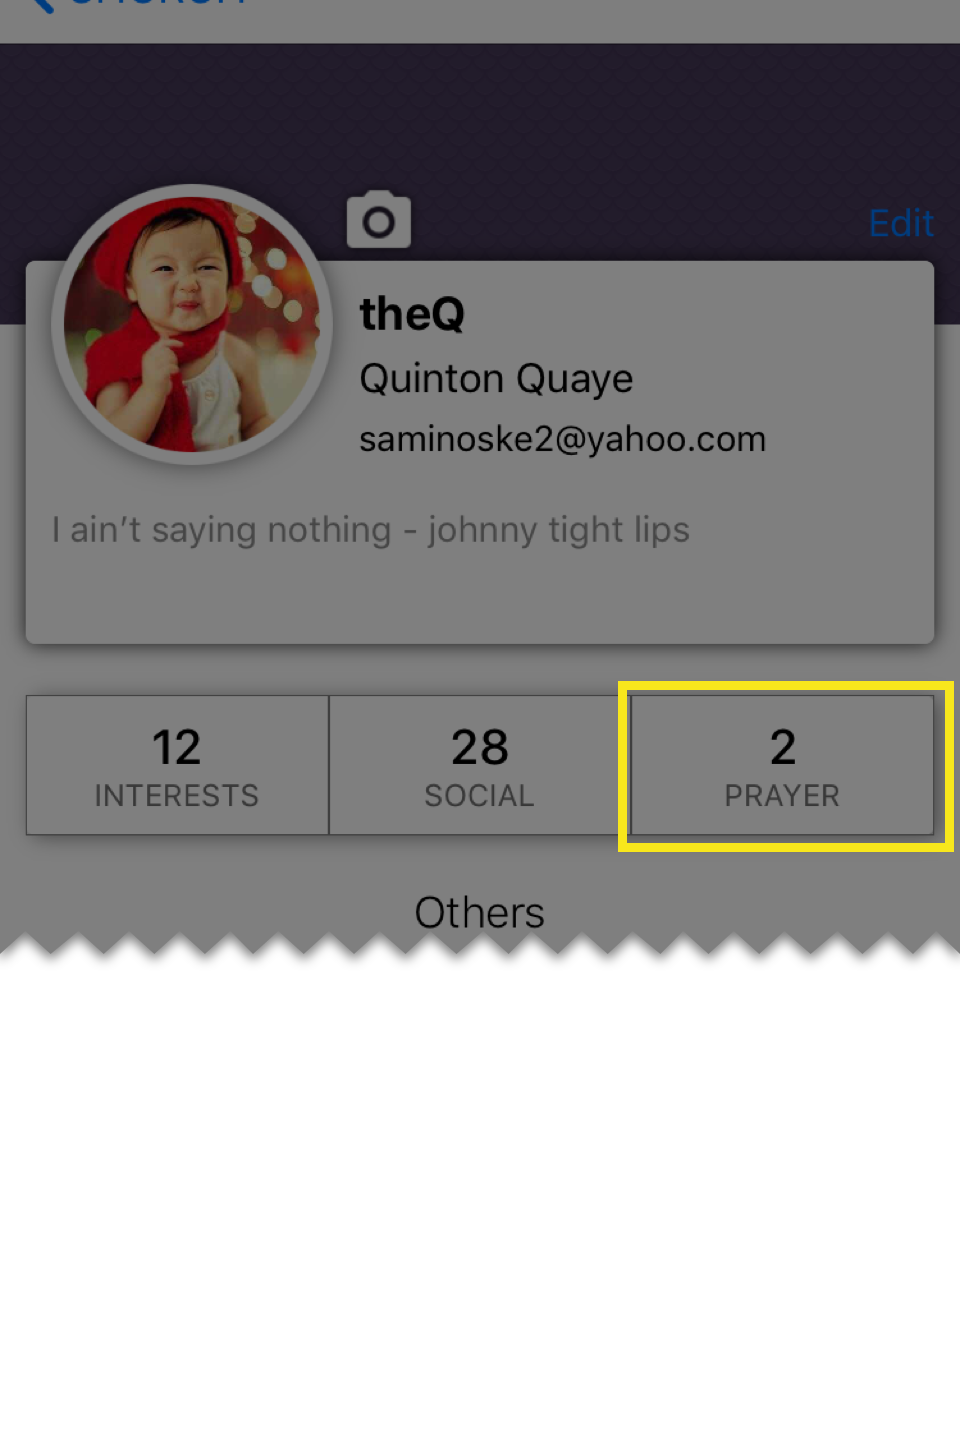 Edit
theQ
Quinton Quaye
saminoske2@yahoo.com
I ain't saying nothing - johnny tight lips
12
INTERESTS
28
SOCIAL
2
PRAYER
Others